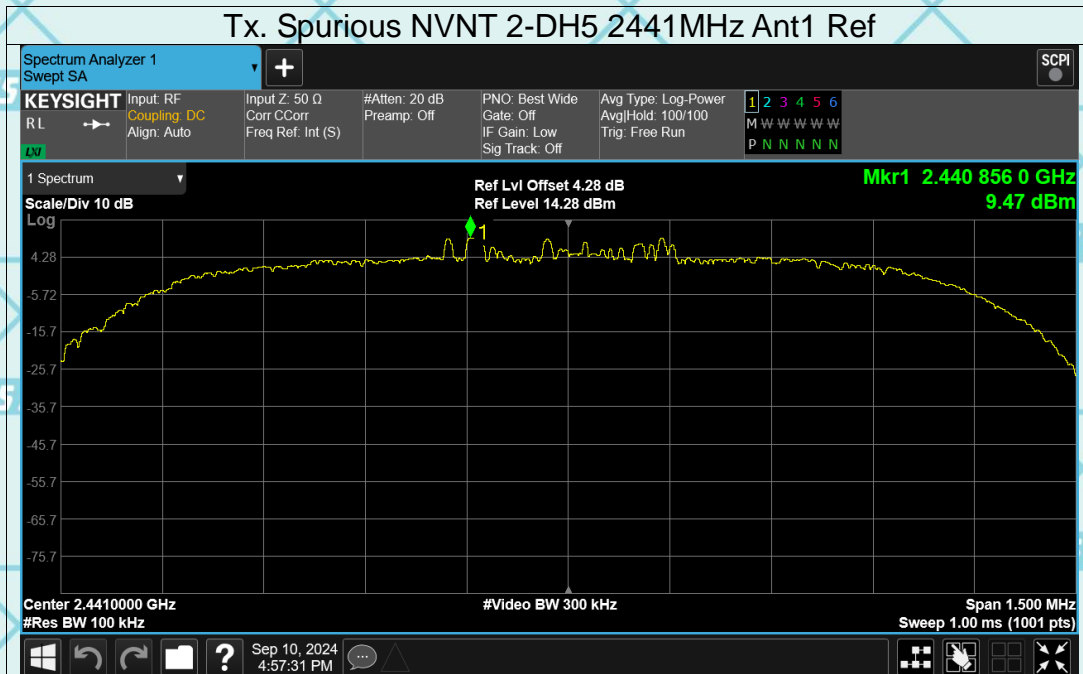 Tx. Spurious NVNT 2-DH5 2441MHz Ant1 Ref
Spectrum Analyzer 1
Swept SA
+
SCPI
KEYSIGHT
R L
LXI
Input: RF
Coupling: DC
Align: Auto
Input Z: 50 Ω
Corr CCorr
Freq Ref: Int (S)
#Atten: 20 dB
Preamp: Off
PNO: Best Wide
Gate: Off
IF Gain: Low
Sig Track: Off
Avg Type: Log-Power
Avg|Hold: 100/100
Trig: Free Run
1 2 3 4 5 6
M W W W W W
P N N N N N
1 Spectrum
Scale/Div 10 dB
Log
Ref Lvl Offset 4.28 dB
Ref Level 14.28 dBm
Mkr1 2.440 856 0 GHz
9.47 dBm
1
4.28
-5.72
-15.7
-25.7
-35.7
-45.7
-55.7
-65.7
-75.7
Center 2.4410000 GHz
#Res BW 100 kHz
#Video BW 300 kHz
Span 1.500 MHz
Sweep 1.00 ms (1001 pts)
?
Sep 10, 2024
4:57:31 PM